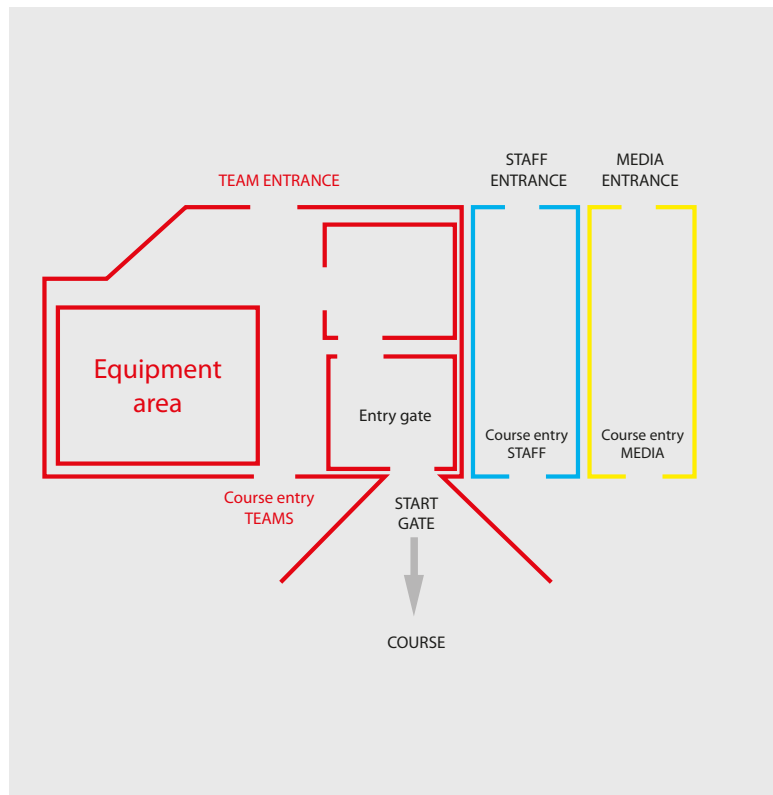 STAFF
ENTRANCE
MEDIA
ENTRANCE
TEAM ENTRANCE
Equipment
area
Entry gate
Course entry
STAFF
Course entry
MEDIA
Course entry
TEAMS
START
GATE
COURSE